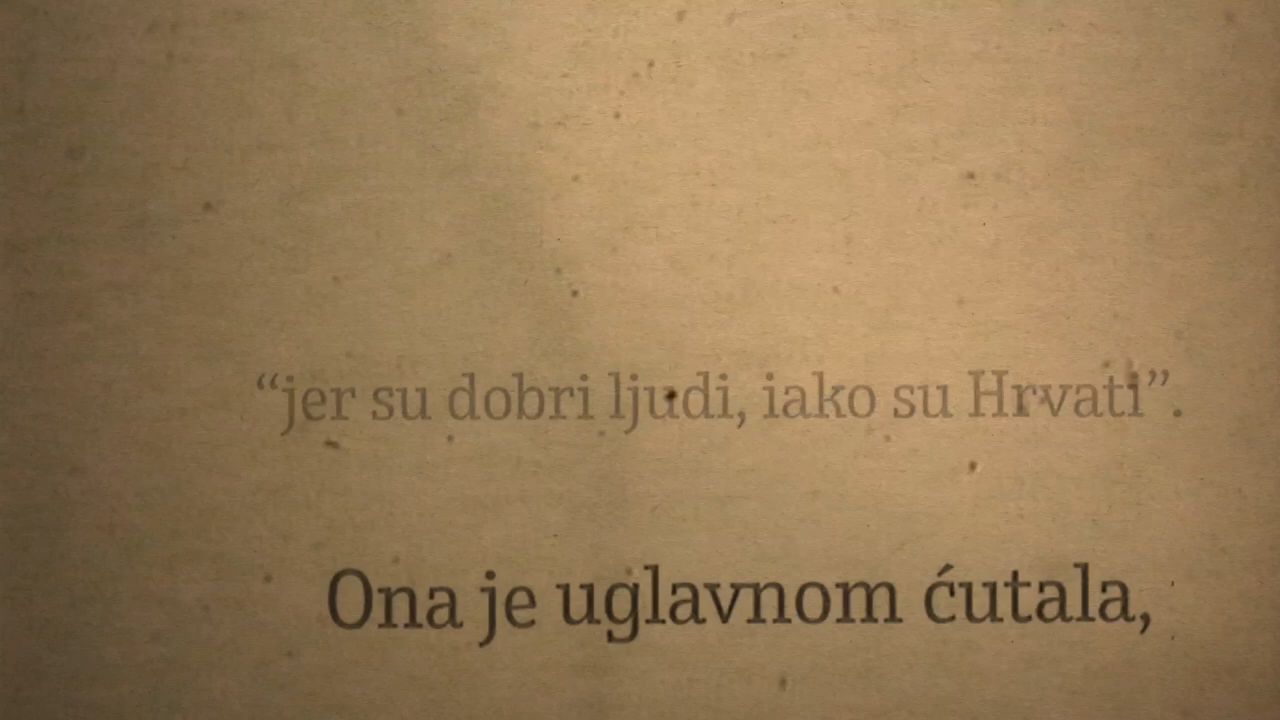 “jer su dobri ljudi, iako su Hrvati”.
Ona je uglavnom ćutala,